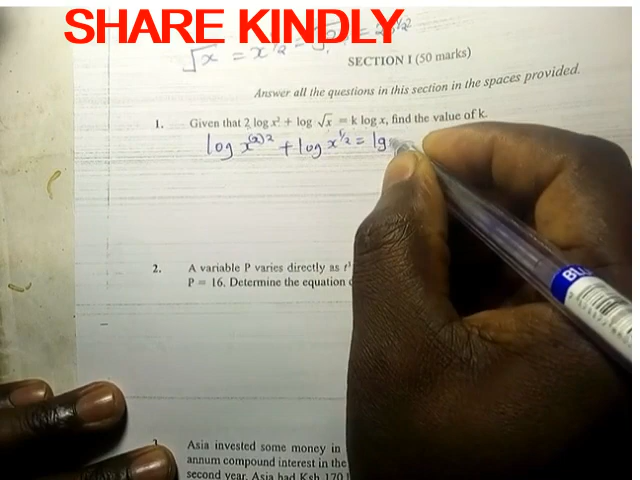 SHARE KINDLY
√x = x^1/2 =
SECTION I (50 marks)
Answer all the questions in this section in the spaces provided.
1. Given that 2 log x² + log √x = k log x, find the value of k.
log x^(2)2 + log x^1/2 = lg
2. A variable P varies directly as t³
P = 16. Determine the equation
Asia invested some money in
annum compound interest in the
second year. Asia had Ksh 170